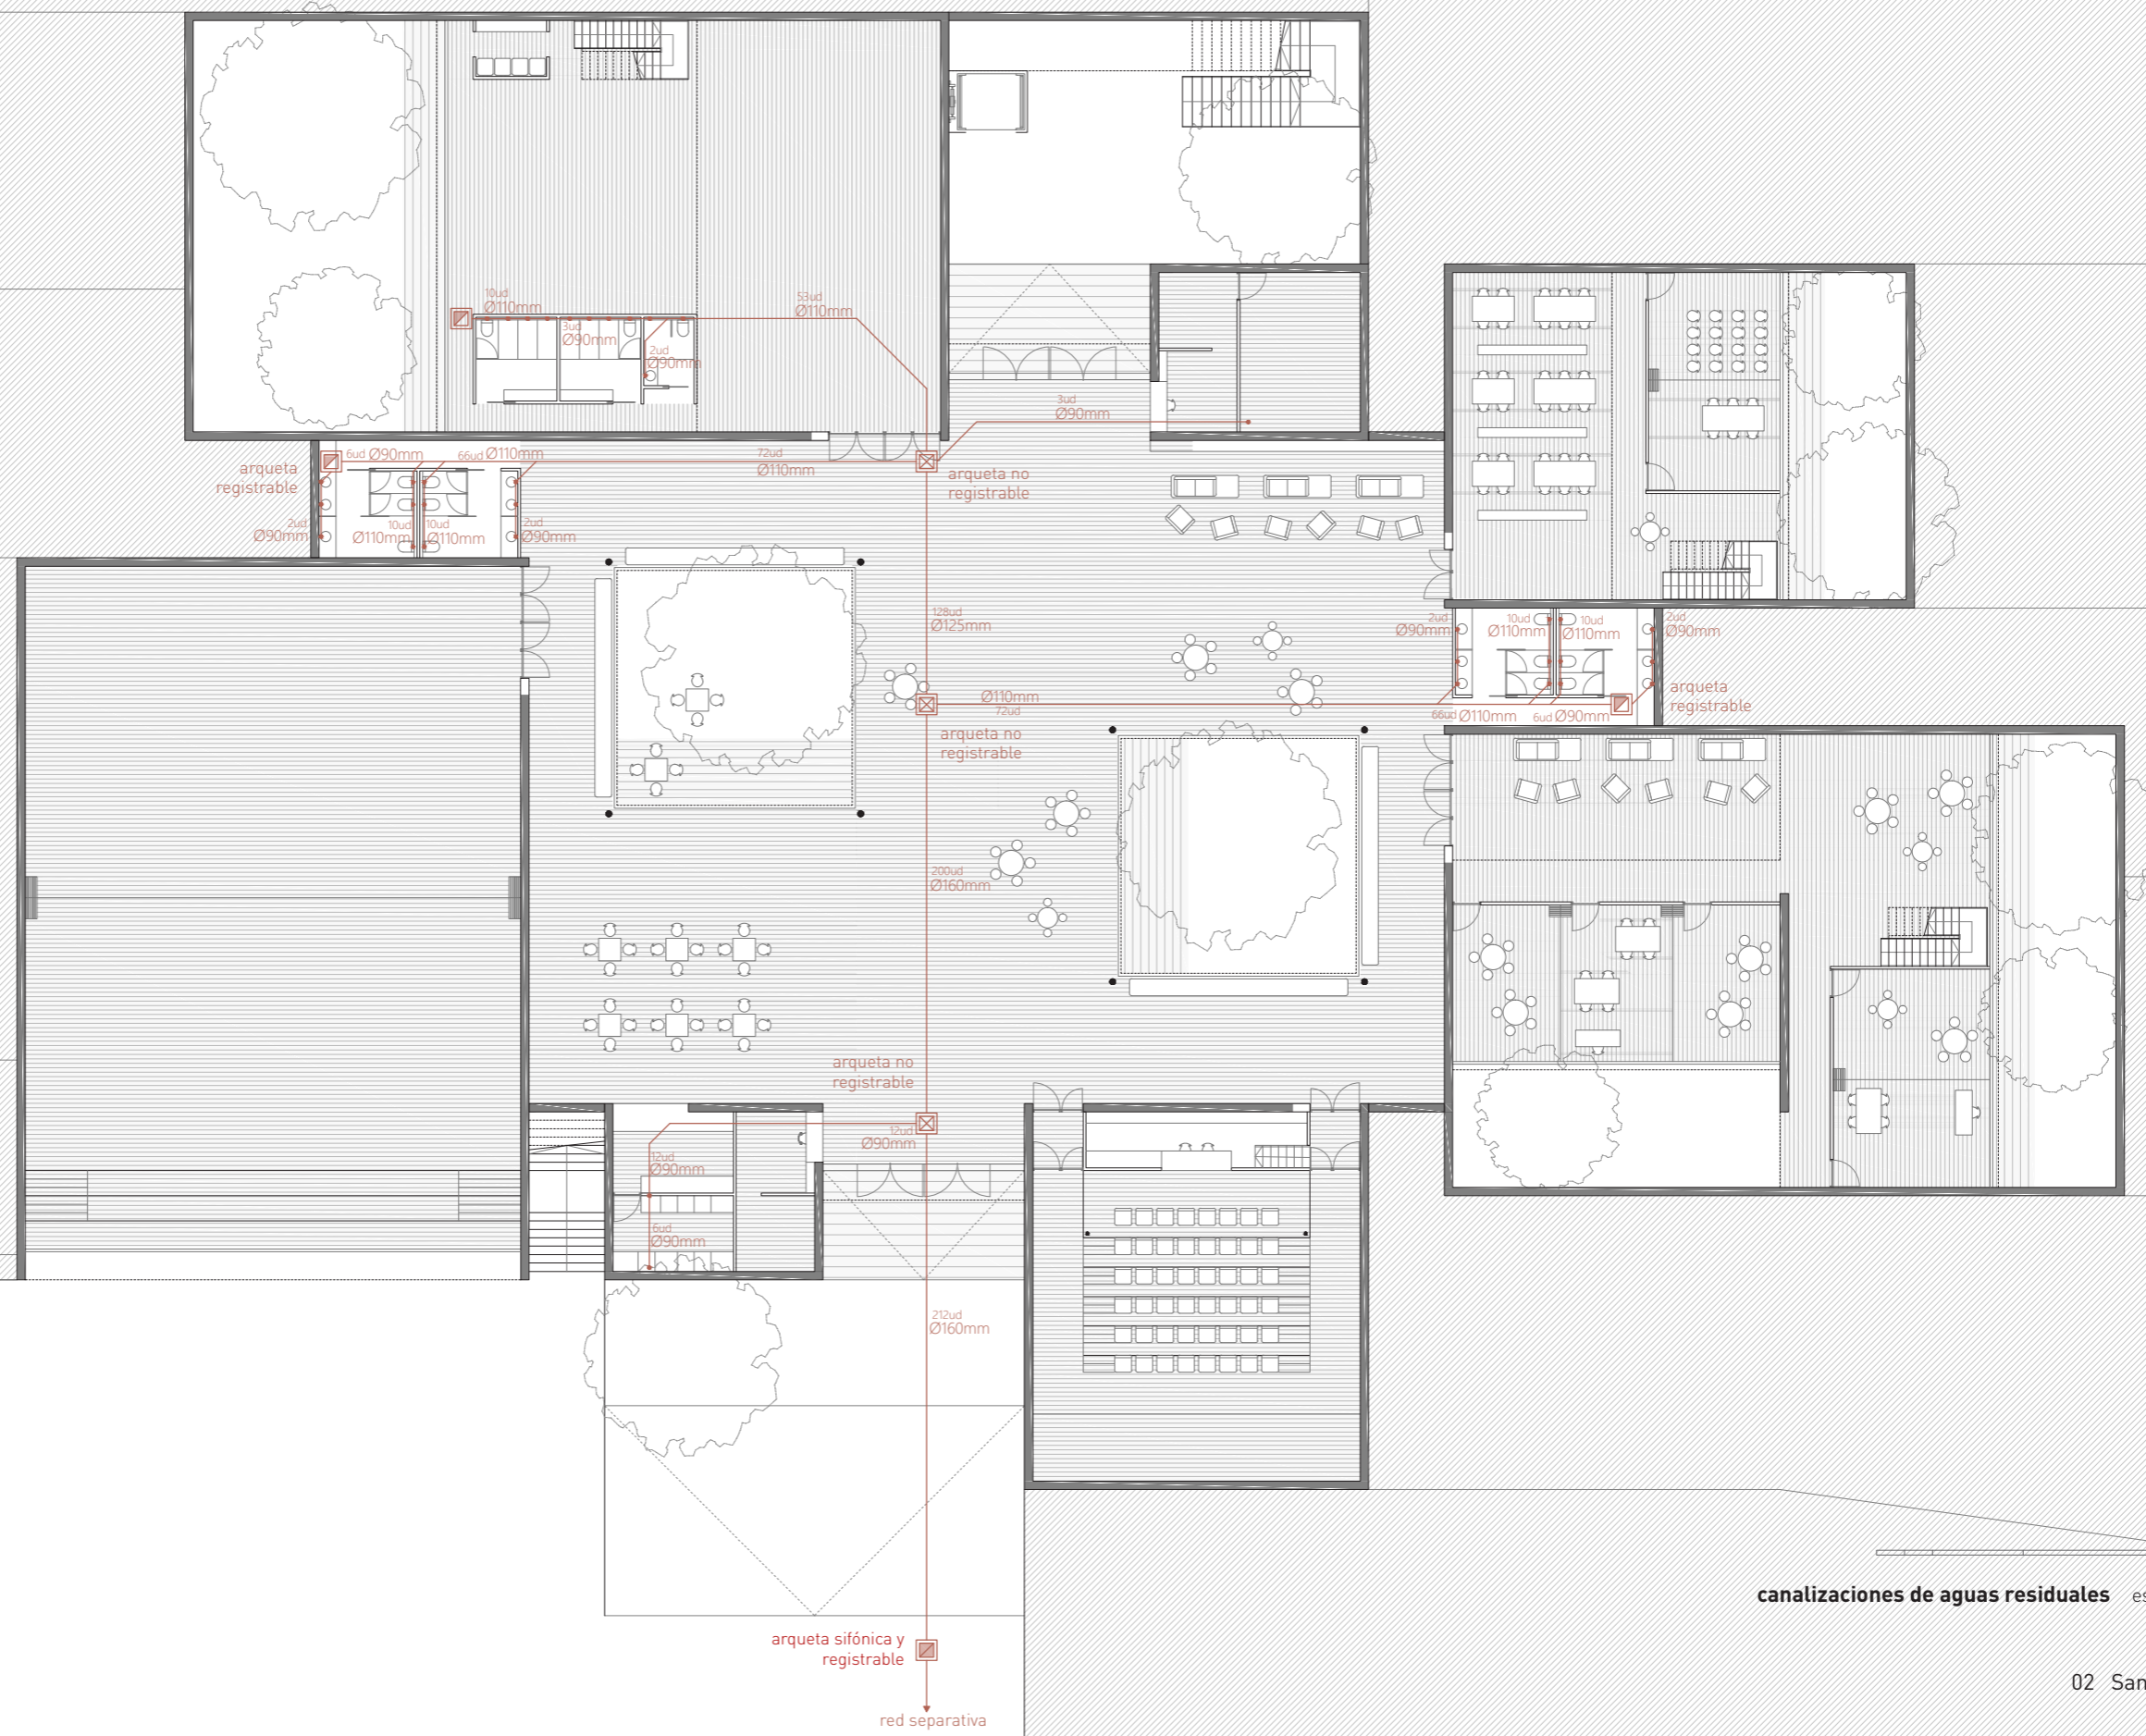 10ud
Ø110mm
53ud
Ø110mm
3ud
Ø90mm
2ud
Ø90mm
3ud
Ø90mm
arqueta
registrable
6ud Ø90mm
66ud Ø110mm
72ud
Ø110mm
arqueta no
registrable
2ud
Ø90mm
10ud
Ø110mm
10ud
Ø110mm
2ud
Ø90mm
128ud
Ø125mm
2ud
Ø90mm
10ud
Ø110mm
10ud
Ø110mm
2ud
Ø90mm
Ø110mm
72ud
arqueta
registrable
66ud Ø110mm
6ud Ø90mm
arqueta no
registrable
200ud
Ø160mm
arqueta no
registrable
12ud
Ø90mm
12ud
Ø90mm
6ud
Ø90mm
212ud
Ø160mm
canalizaciones de aguas residuales es
arqueta sifónica y
registrable
02 San
red separativa